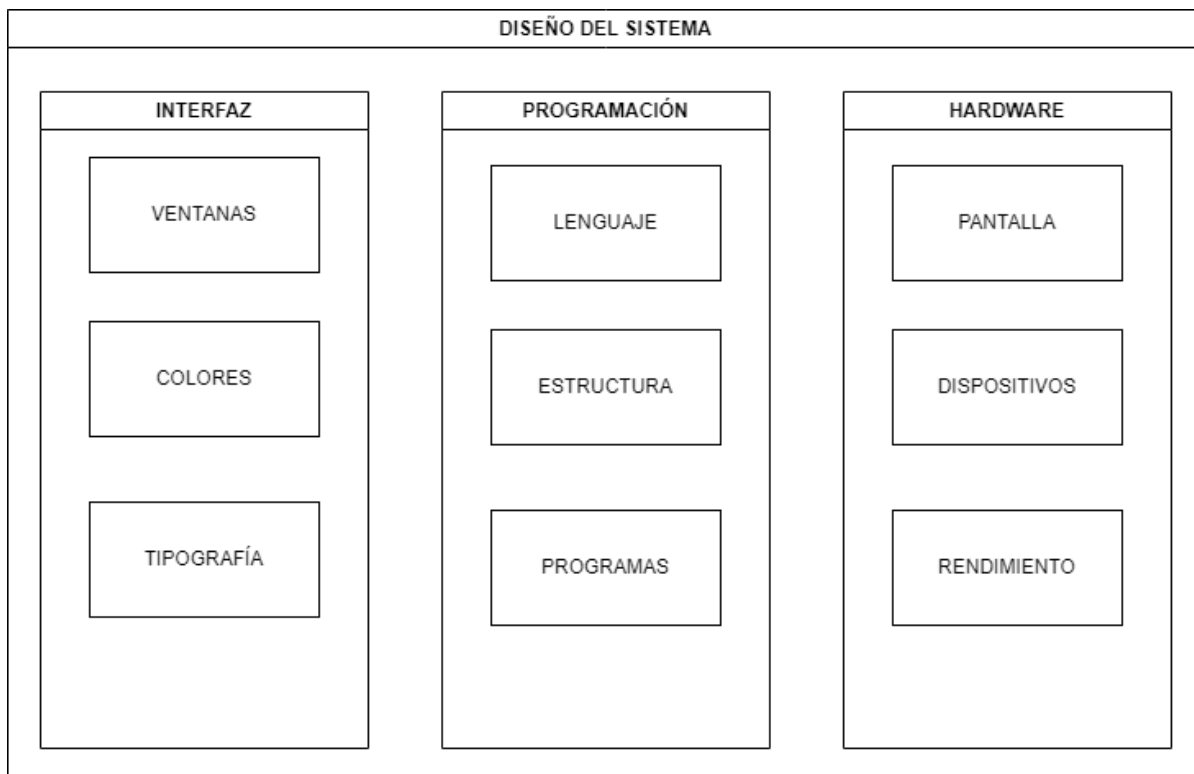 DISEÑO DEL SISTEMA
INTERFAZ
VENTANAS
COLORES
TIPOGRAFÍA
PROGRAMACIÓN
LENGUAJE
ESTRUCTURA
PROGRAMAS
HARDWARE
PANTALLA
DISPOSITIVOS
RENDIMIENTO